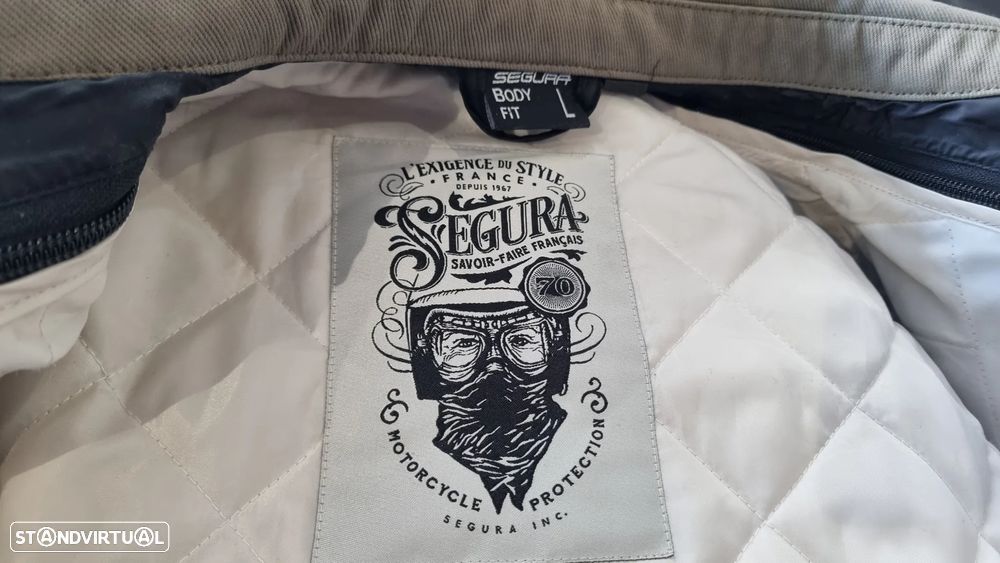 SEGURA
BODY
FIT
L
L'EXIGENCE DU STYLE
· FRANCE ·
DEPUIS 1967
SEGURA
SAVOIR-FAIRE FRANÇAIS
70
MOTORCYCLE PROTECTION
SEGURA INC.
STANDVIRTUAL